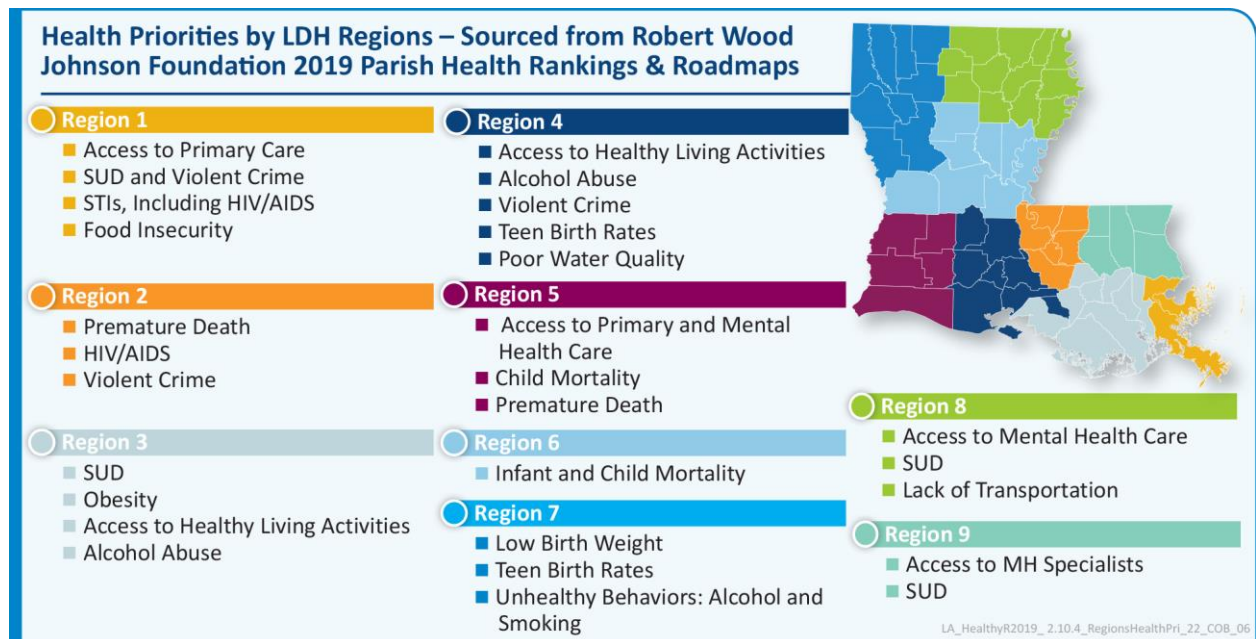 Health Priorities by LDH Regions – Sourced from Robert Wood
Johnson Foundation 2019 Parish Health Rankings & Roadmaps
Region 1
Access to Primary Care
SUD and Violent Crime
STIs, Including HIV/AIDS
Food Insecurity
Region 2
Premature Death
HIV/AIDS
Violent Crime
Region 3
SUD
Obesity
Access to Healthy Living Activities
Alcohol Abuse
Region 4
Access to Healthy Living Activities
Alcohol Abuse
Violent Crime
Teen Birth Rates
Poor Water Quality
Region 5
Access to Primary and Mental
Health Care
Child Mortality
Premature Death
Region 6
Infant and Child Mortality
Region 7
Low Birth Weight
Teen Birth Rates
Unhealthy Behaviors: Alcohol and
Smoking
Region 8
Access to Mental Health Care
SUD
Lack of Transportation
Region 9
Access to MH Specialists
SUD
LA_HealthyR2019_ 2.10.4_RegionsHealthPri_22_COB_06